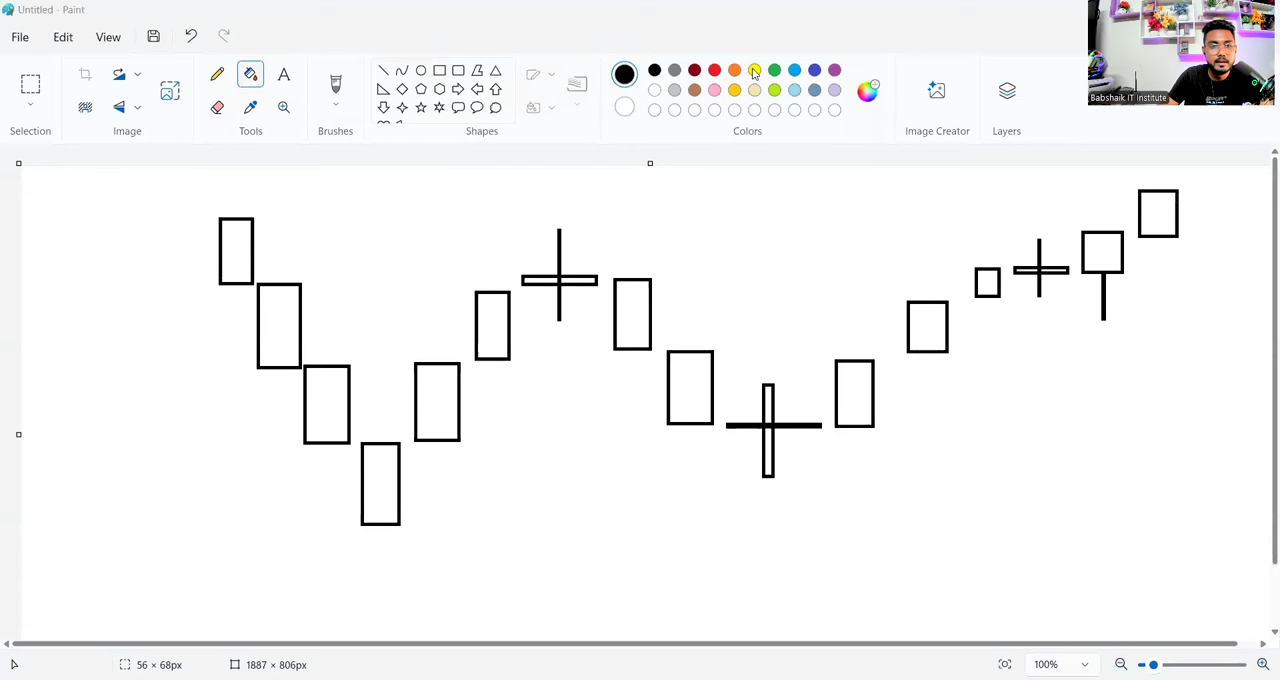 Untitled - Paint
File Edit View
Selection Image Tools Brushes Shapes Colors Image Creator Layers
Babshaik IT Institute
56 × 68px 1887 × 806px 100%